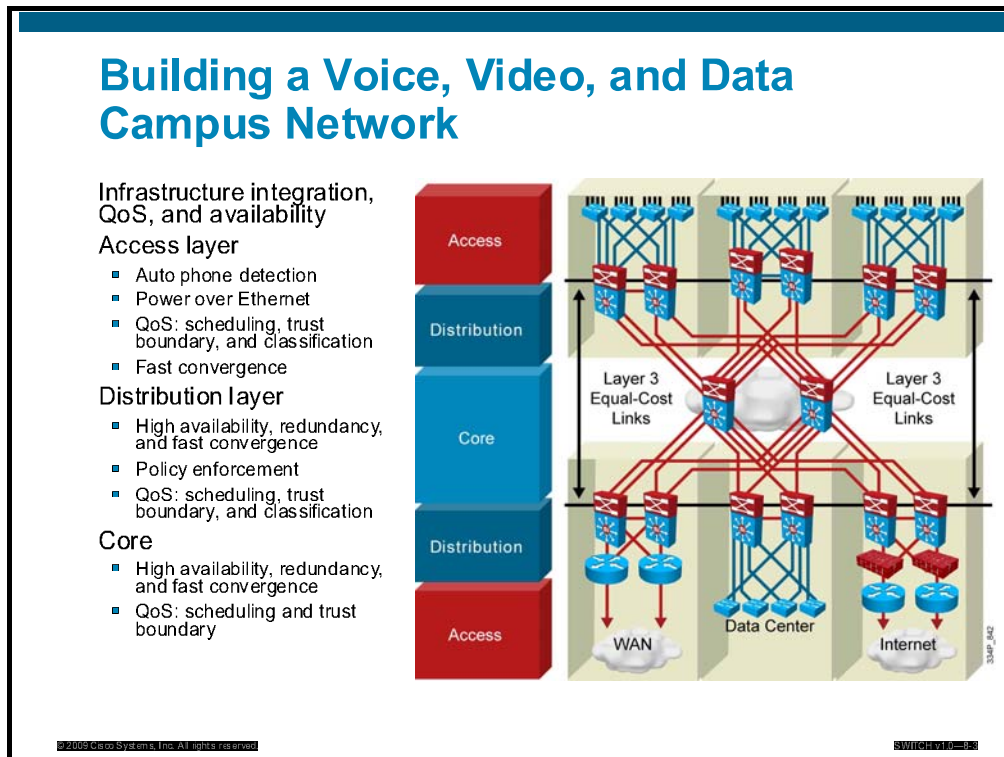 Building a Voice, Video, and Data
Campus Network
Infrastructure integration,
QoS, and availability
Access layer
Auto phone detection
Power over Ethernet
QoS: scheduling, trust
boundary, and classification
Fast convergence
Distribution layer
High availability, redundancy,
and fast convergence
Policy enforcement
QoS: scheduling, trust
boundary, and classification
Core
High availability, redundancy,
and fast convergence
QoS: scheduling and trust
boundary
Access
Distribution
Core
Distribution
Access
Layer 3
Equal-Cost
Links
Layer 3
Equal-Cost
Links
WAN
Data Center
Internet
334P_842
© 2009 Cisco Systems, Inc. All rights reserved.
SWITCH v1.0—8-3